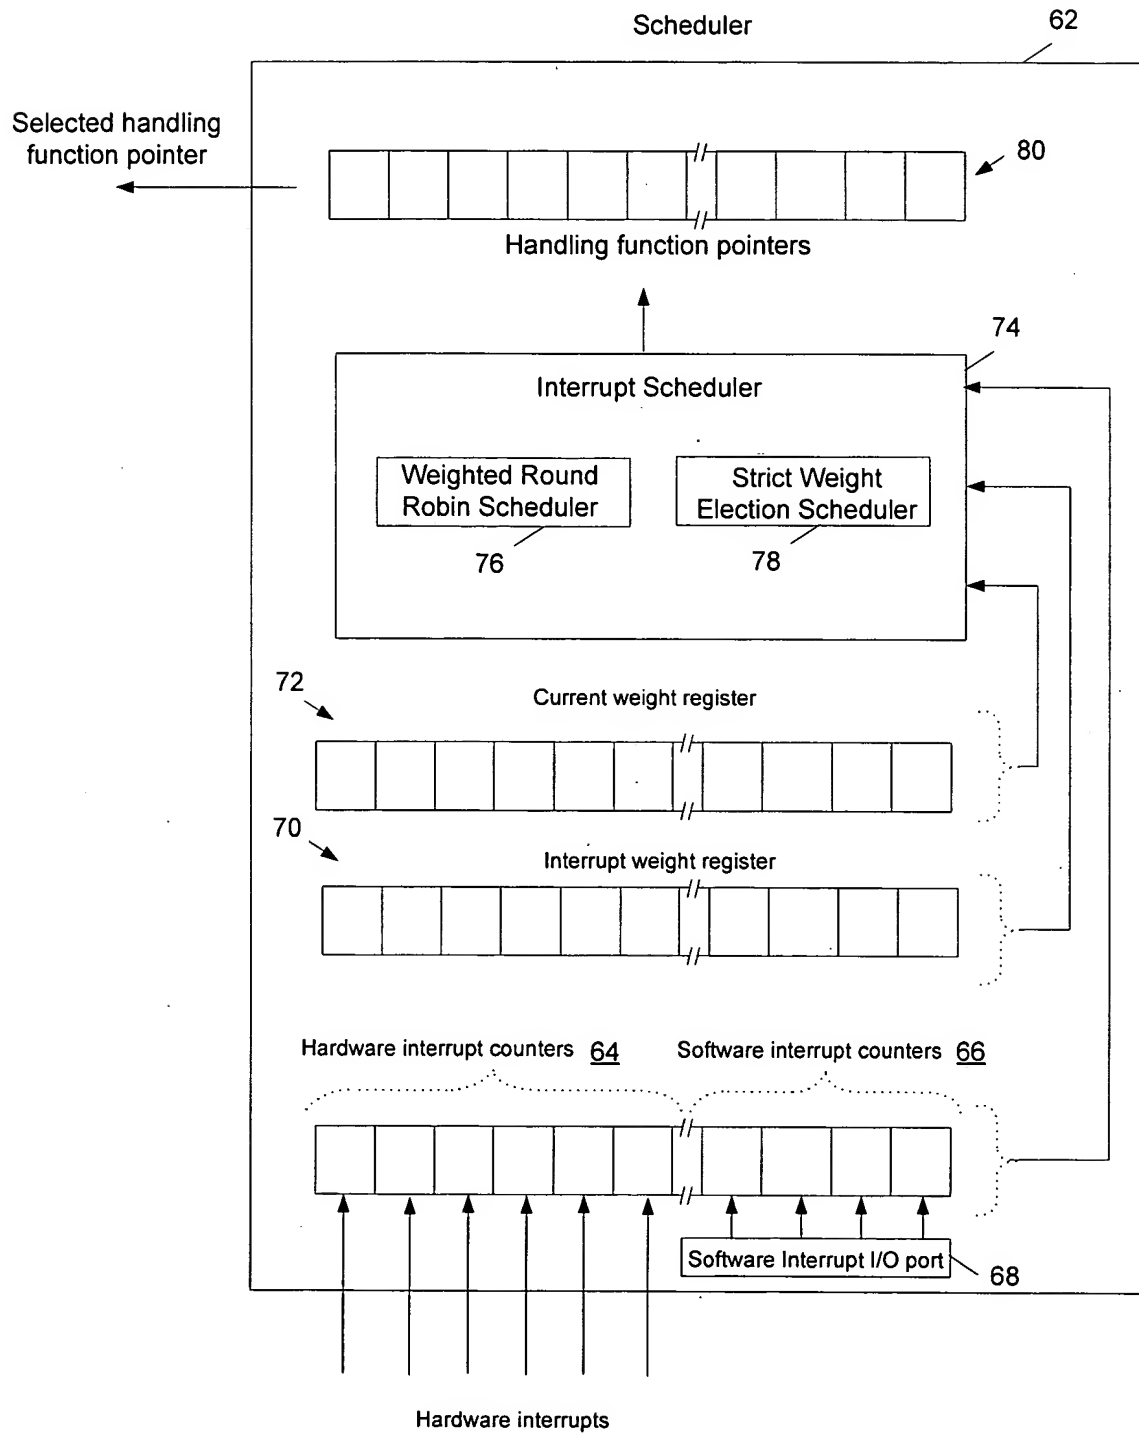 Scheduler
62
Selected handling
function pointer
80
Handling function pointers
74
Interrupt Scheduler
Weighted Round
Robin Scheduler
Strict Weight
Election Scheduler
76
78
72
Current weight register
70
Interrupt weight register
Hardware interrupt counters 64
Software interrupt counters 66
Software Interrupt I/O port
68
Hardware interrupts